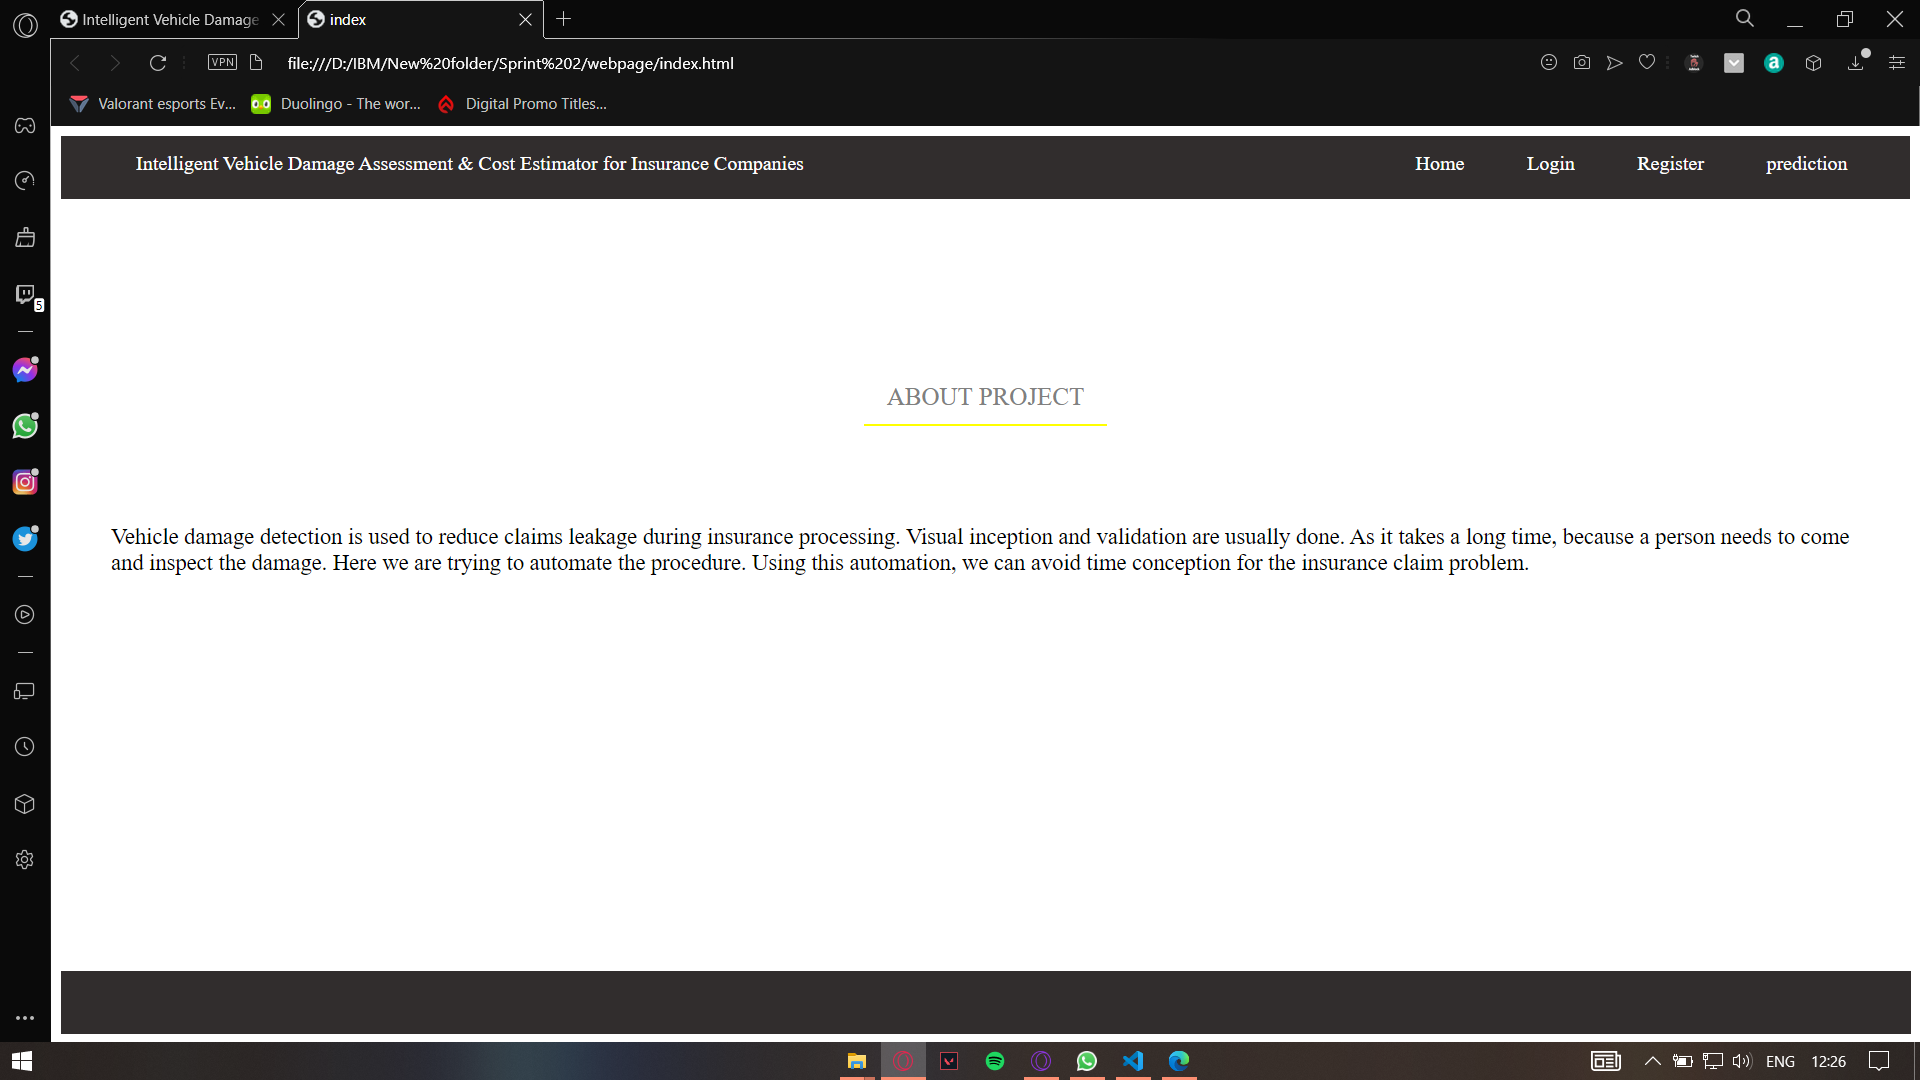 Intelligent Vehicle Damage
index
VPN
file:///D:/IBM/New%20folder/Sprint%202/webpage/index.html
Valorant esports Ev...
Duolingo - The wor...
Digital Promo Titles...
5
Intelligent Vehicle Damage Assessment & Cost Estimator for Insurance Companies
Home
Login
Register
prediction
ABOUT PROJECT
Vehicle damage detection is used to reduce claims leakage during insurance processing. Visual inception and validation are usually done. As it takes a long time, because a person needs to come
and inspect the damage. Here we are trying to automate the procedure. Using this automation, we can avoid time conception for the insurance claim problem.
ENG
12:26